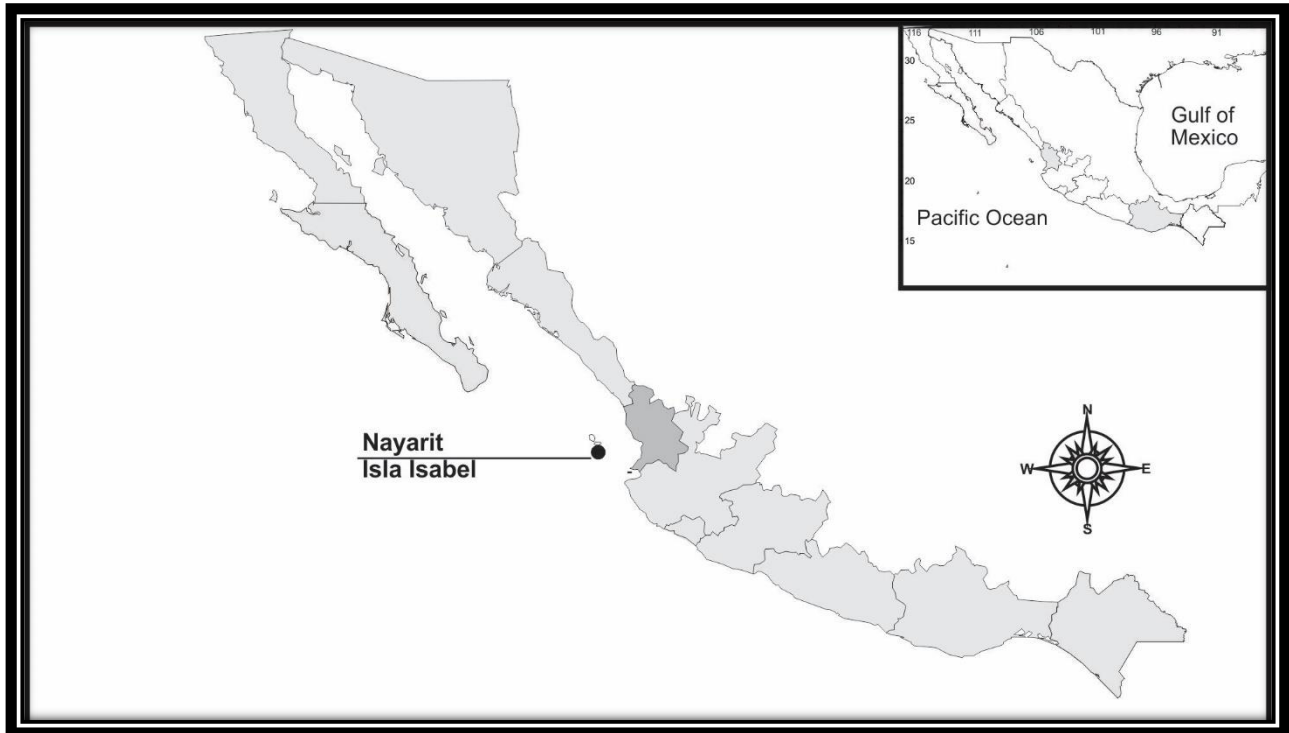 116 111 106 101 96 91
30
25
20
15
Gulf of
Mexico
Pacific Ocean
Nayarit
Isla Isabel
N
W E
S